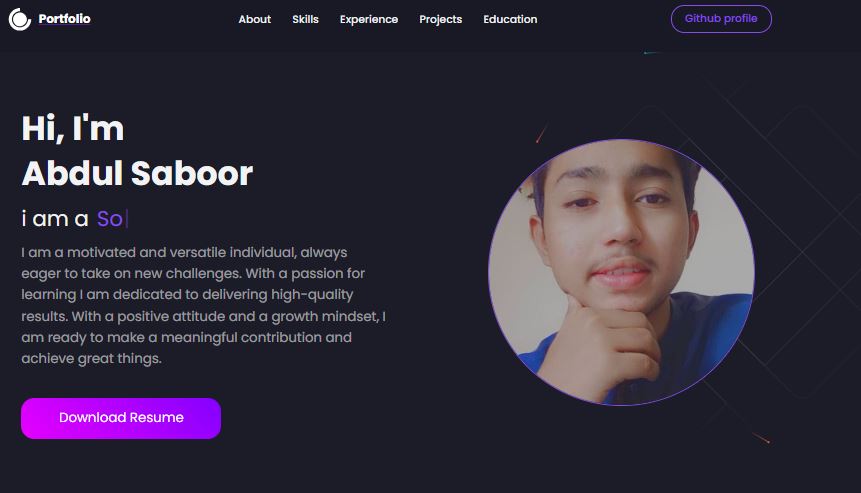 Portfolio
About Skills Experience Projects Education
Github profile
Hi, I'm
Abdul Saboor
i am a So|
I am a motivated and versatile individual, always
eager to take on new challenges. With a passion for
learning I am dedicated to delivering high-quality
results. With a positive attitude and a growth mindset, I
am ready to make a meaningful contribution and
achieve great things.
Download Resume